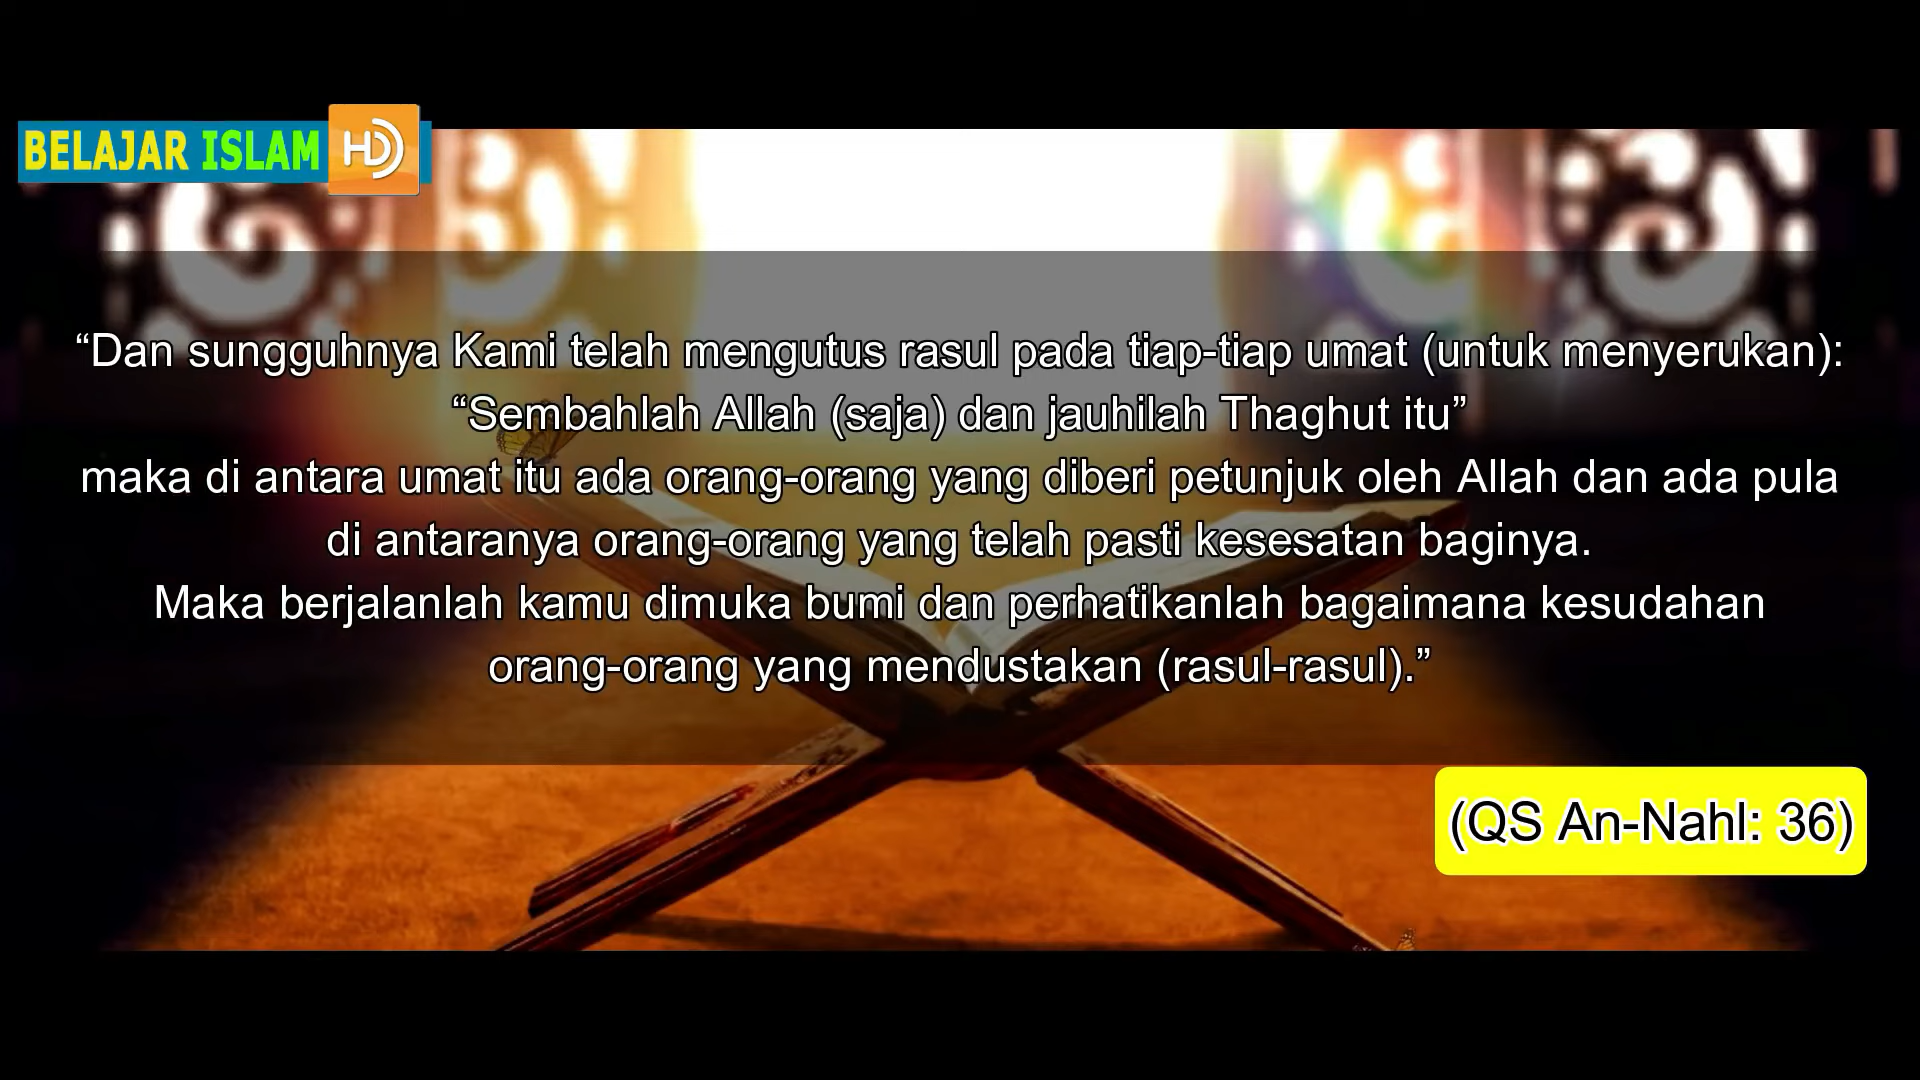 BELAJAR ISLAM HD
“Dan sungguhnya Kami telah mengutus rasul pada tiap-tiap umat (untuk menyerukan):
“Sembahlah Allah (saja) dan jauhilah Thaghut itu”
maka di antara umat itu ada orang-orang yang diberi petunjuk oleh Allah dan ada pula
di antaranya orang-orang yang telah pasti kesesatan baginya.
Maka berjalanlah kamu dimuka bumi dan perhatikanlah bagaimana kesudahan
orang-orang yang mendustakan (rasul-rasul).”
(QS An-Nahl: 36)